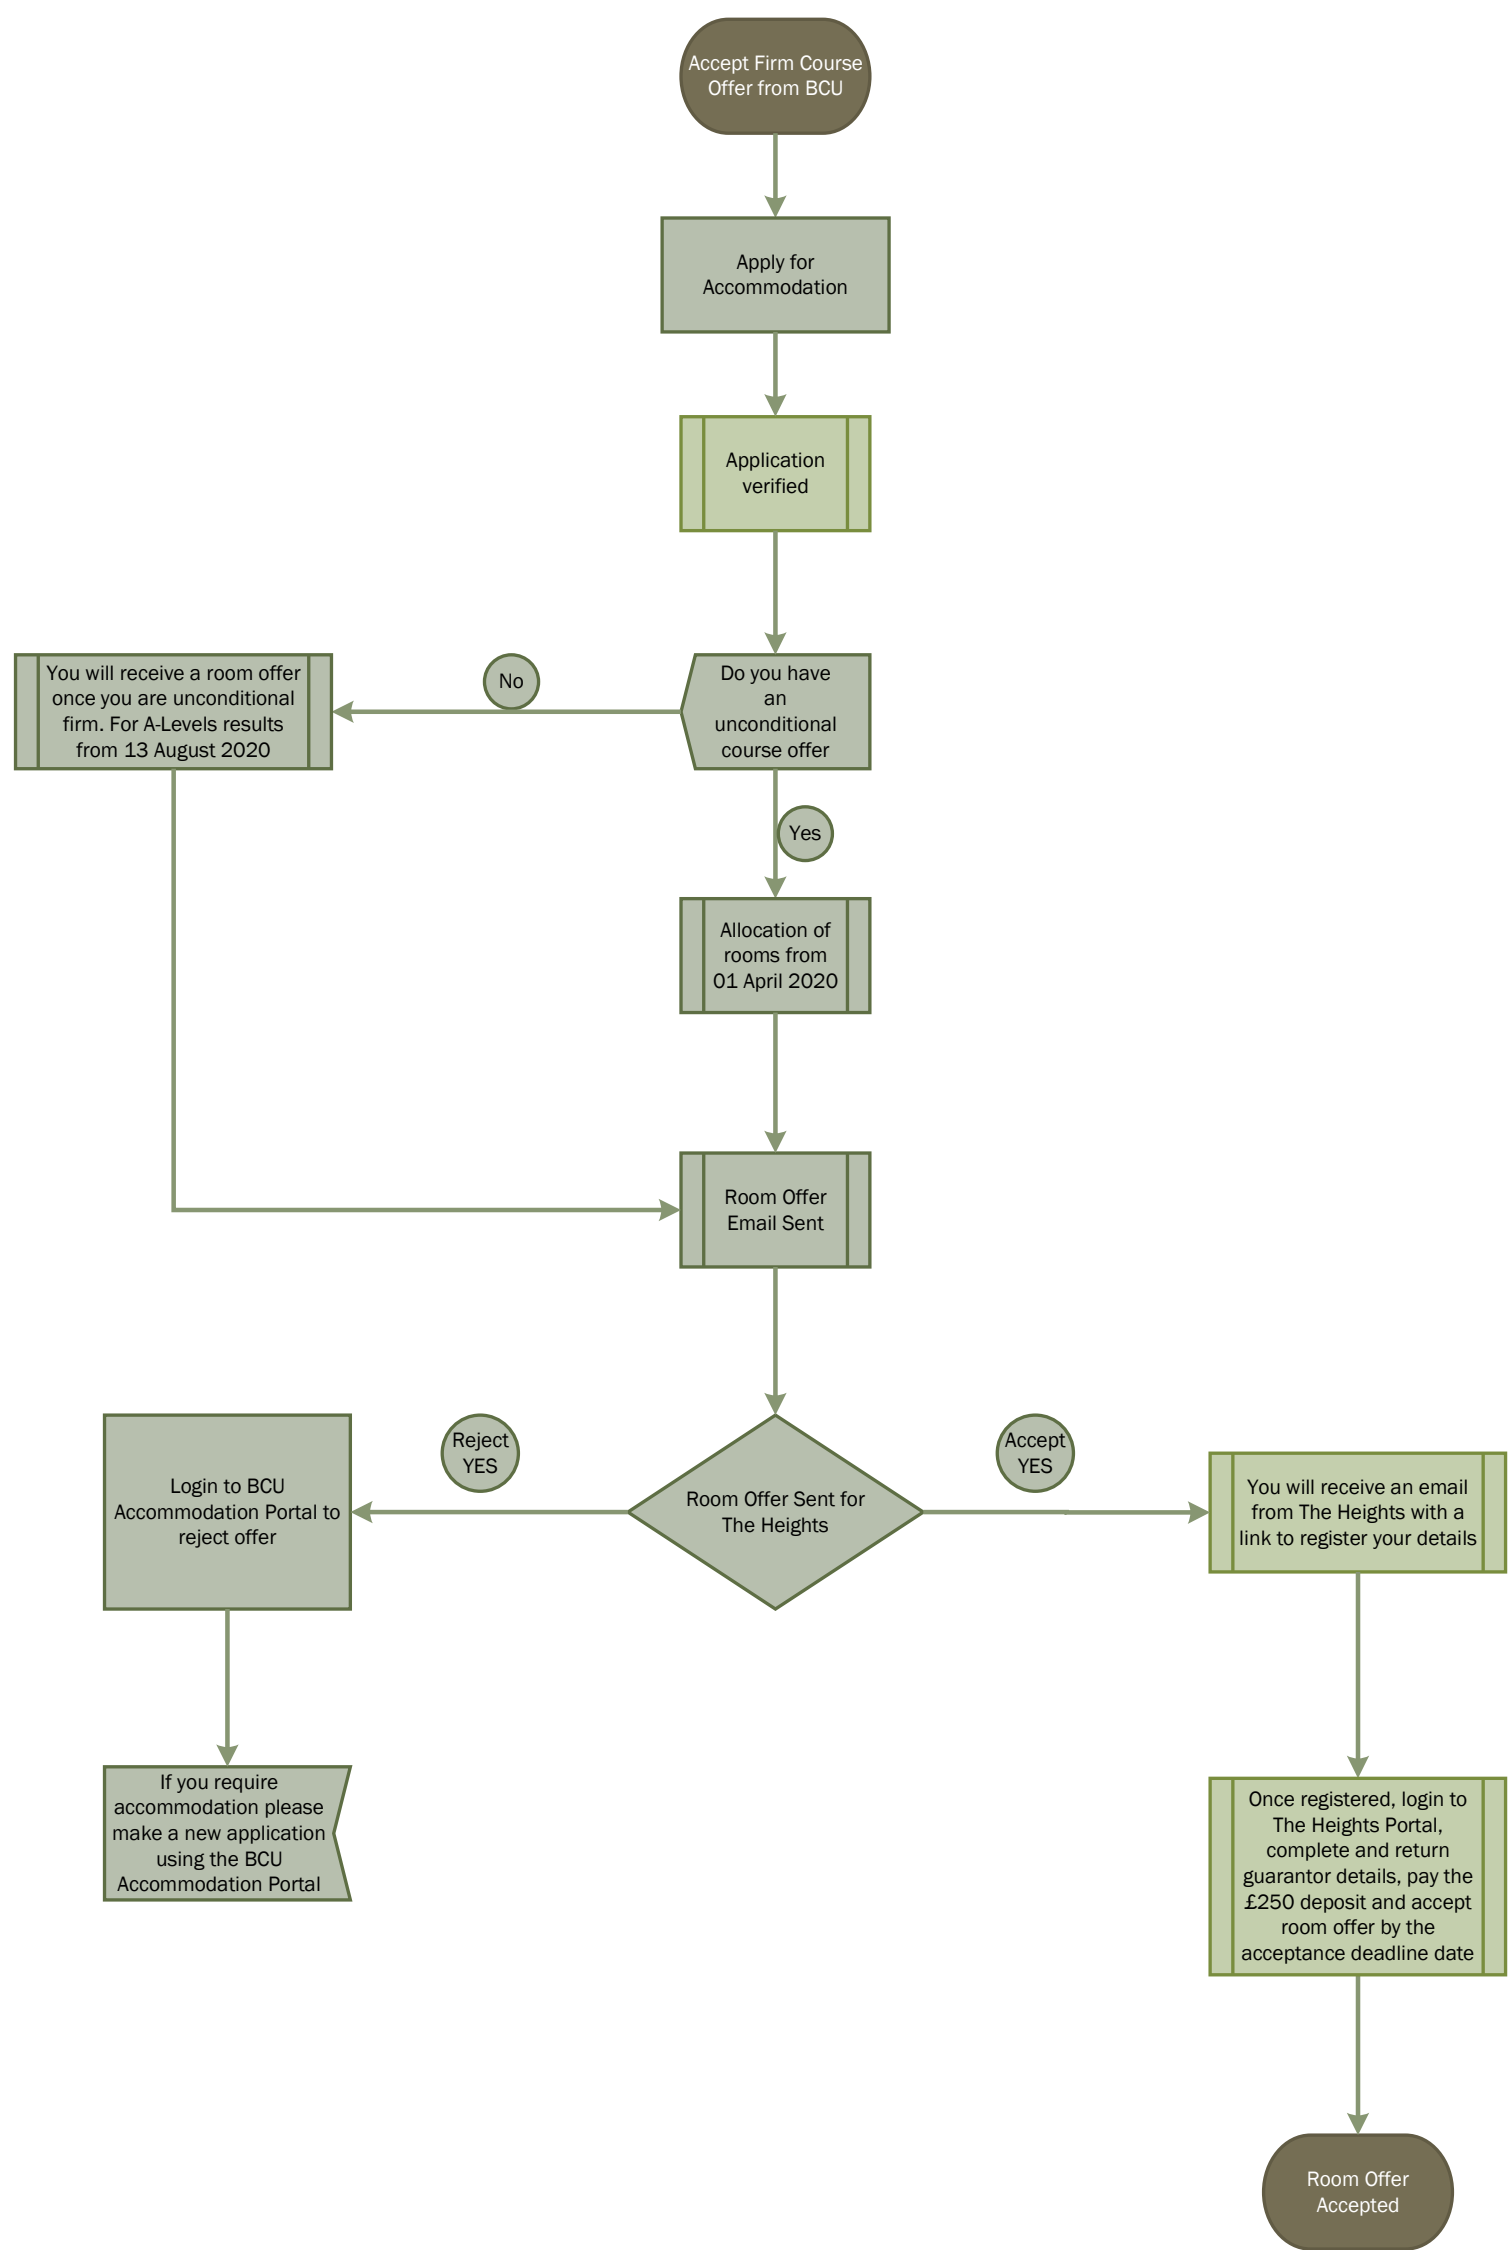 Accept Firm Course
Offer from BCU
Apply for
Accommodation
Application
verified
You will receive a room offer
once you are unconditional
firm. For A-Levels results
from 13 August 2020
No
Do you have
an
unconditional
course offer
Yes
Allocation of
rooms from
01 April 2020
Room Offer
Email Sent
Login to BCU
Accommodation Portal to
reject offer
Reject
YES
Room Offer Sent for
The Heights
Accept
YES
You will receive an email
from The Heights with a
link to register your details
If you require
accommodation please
make a new application
using the BCU
Accommodation Portal
Once registered, login to
The Heights Portal,
complete and return
guarantor details, pay the
£250 deposit and accept
room offer by the
acceptance deadline date
Room Offer
Accepted